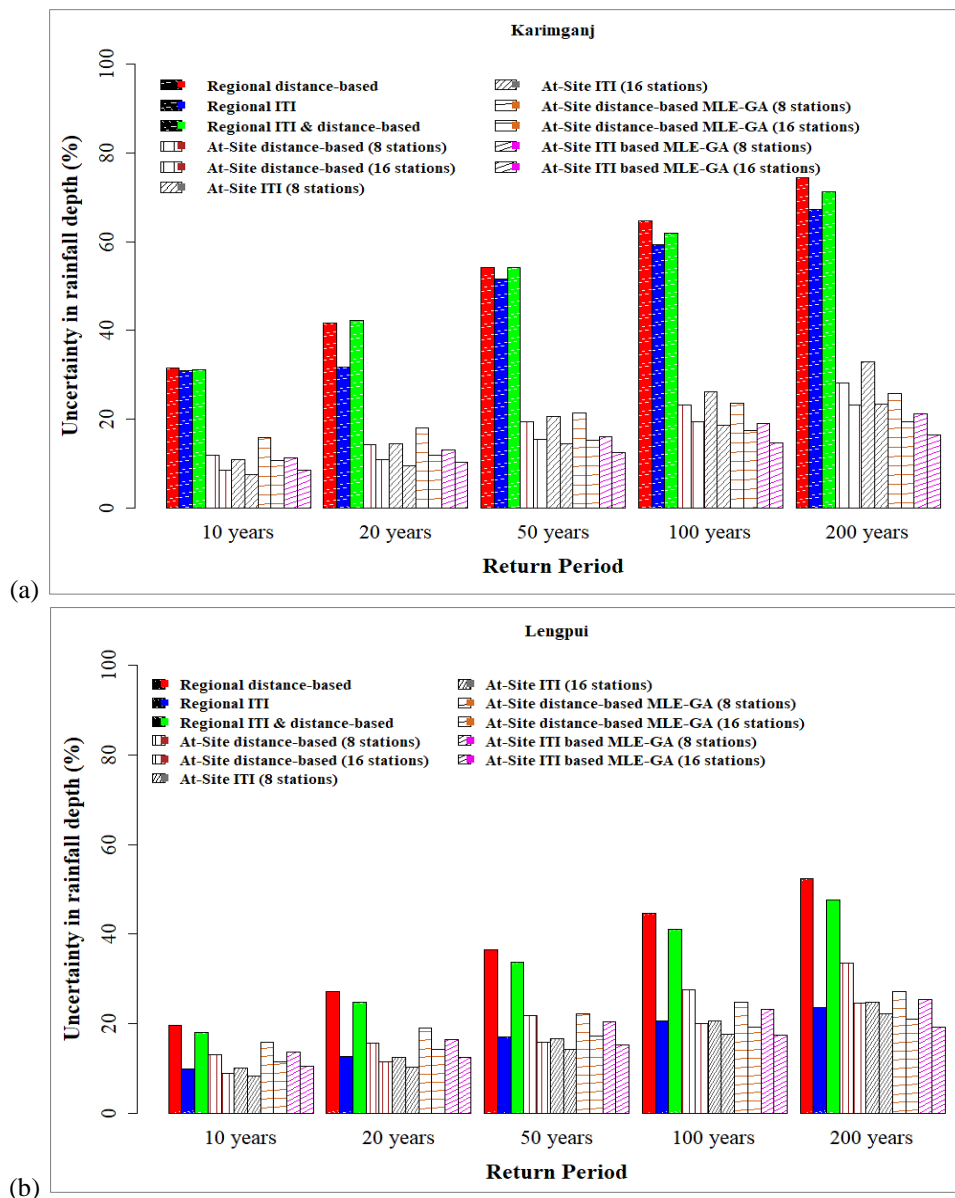 Karimganj
Uncertainty in rainfall depth (%)
100
80
60
40
20
0
Regional distance-based
Regional ITI
Regional ITI & distance-based
At-Site distance-based (8 stations)
At-Site distance-based (16 stations)
At-Site ITI (8 stations)
At-Site ITI (16 stations)
At-Site distance-based MLE-GA (8 stations)
At-Site distance-based MLE-GA (16 stations)
At-Site ITI based MLE-GA (8 stations)
At-Site ITI based MLE-GA (16 stations)
10 years 20 years 50 years 100 years 200 years
Return Period
(a)
Lengpui
Uncertainty in rainfall depth (%)
100
80
60
40
20
0
Regional distance-based
Regional ITI
Regional ITI & distance-based
At-Site distance-based (8 stations)
At-Site distance-based (16 stations)
At-Site ITI (8 stations)
At-Site ITI (16 stations)
At-Site distance-based MLE-GA (8 stations)
At-Site distance-based MLE-GA (16 stations)
At-Site ITI based MLE-GA (8 stations)
At-Site ITI based MLE-GA (16 stations)
10 years 20 years 50 years 100 years 200 years
Return Period
(b)